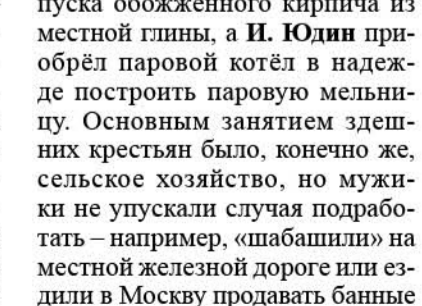 пуска обожжённого кирпича из
местной глины, а И. Юдин при-
обрёл паровой котёл в надеж-
де построить паровую мельни-
цу. Основным занятием здеш-
них крестьян было, конечно же,
сельское хозяйство, но мужи-
ки не упускали случая подрабо-
тать – например, «шабашили» на
местной железной дороге или ез-
дили в Москву продавать банные